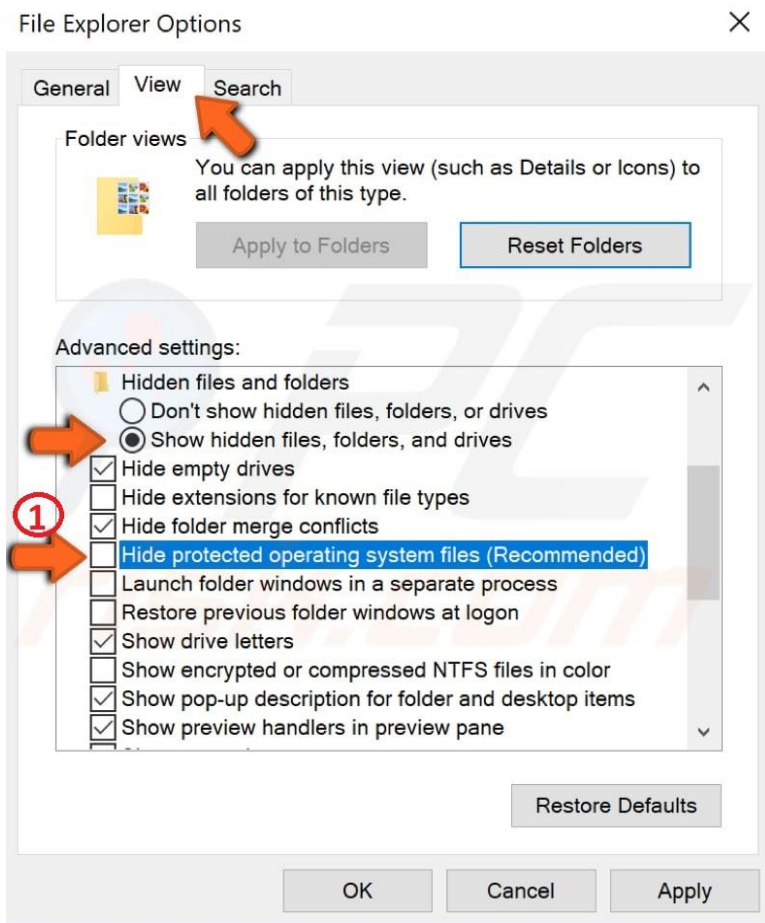 File Explorer Options
General
View
Search
Folder views
You can apply this view (such as Details or Icons) to
all folders of this type.
Apply to Folders
Reset Folders
Advanced settings:
Hidden files and folders
Don't show hidden files, folders, or drives
Show hidden files, folders, and drives
Hide empty drives
Hide extensions for known file types
1
Hide folder merge conflicts
Hide protected operating system files (Recommended)
Launch folder windows in a separate process
Restore previous folder windows at logon
Show drive letters
Show encrypted or compressed NTFS files in color
Show pop-up description for folder and desktop items
Show preview handlers in preview pane
Restore Defaults
OK
Cancel
Apply